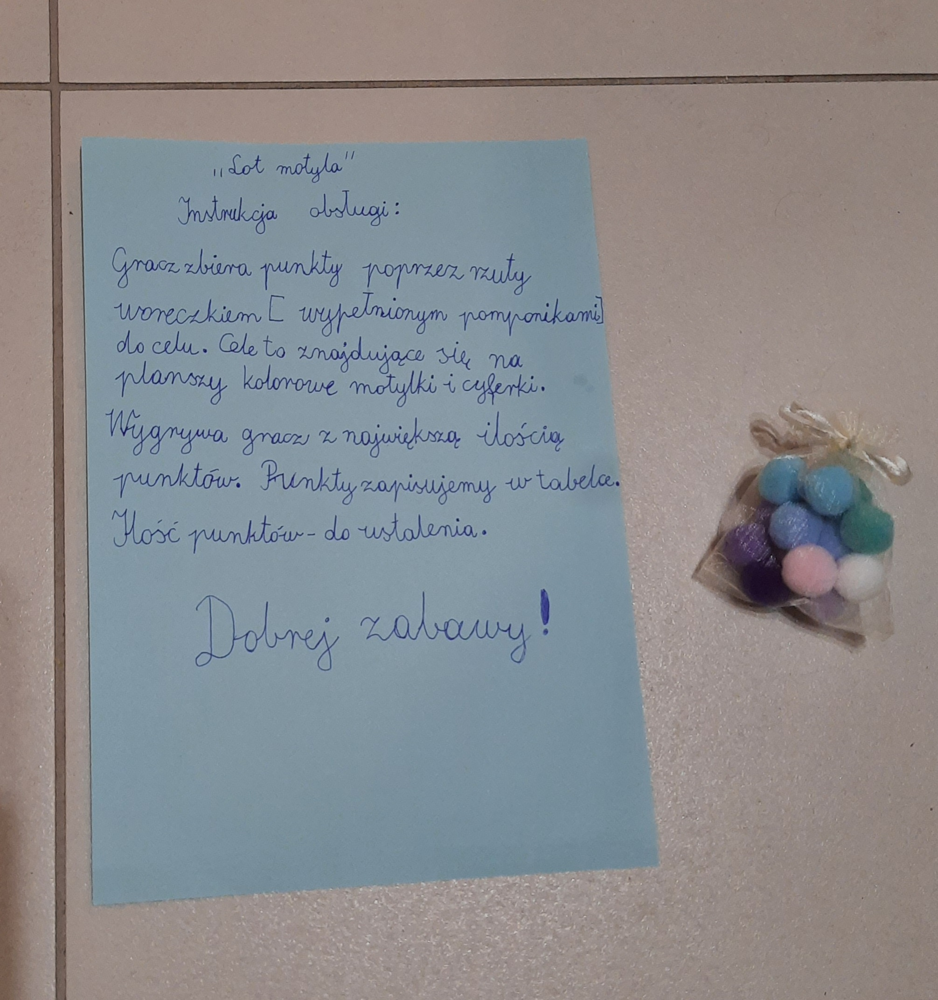 „Lot motyla"
Instrukcja obsługi:
Gracz zbiera punkty poprzez rzuty
woreczkiem [ wypełnionym pomponikami]
do celu. Cele to znajdujące się na
planszy kolorowe motylki i cyferki.
Wygrywa gracz z największą ilością
punktów. Punkty zapisujemy w tabelce.
Ilość punktów - do ustalenia.
Dobrej zabawy!